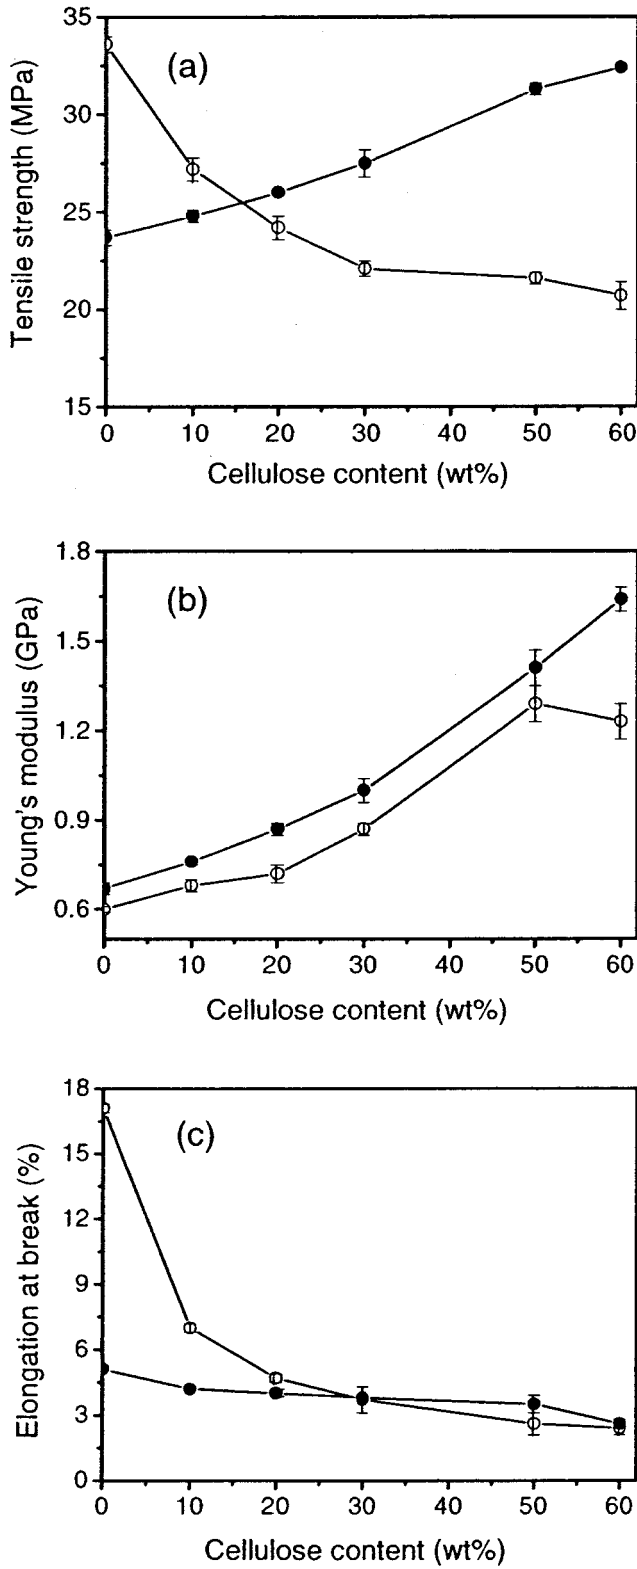 35
30
25
20
15
Tensile strength (MPa)
(a)
0 10 20 30 40 50 60
Cellulose content (wt%)
1.8
1.5
1.2
0.9
0.6
Young's modulus (GPa)
(b)
0 10 20 30 40 50 60
Cellulose content (wt%)
18
15
12
9
6
3
0
Elongation at break (%)
(c)
0 10 20 30 40 50 60
Cellulose content (wt%)